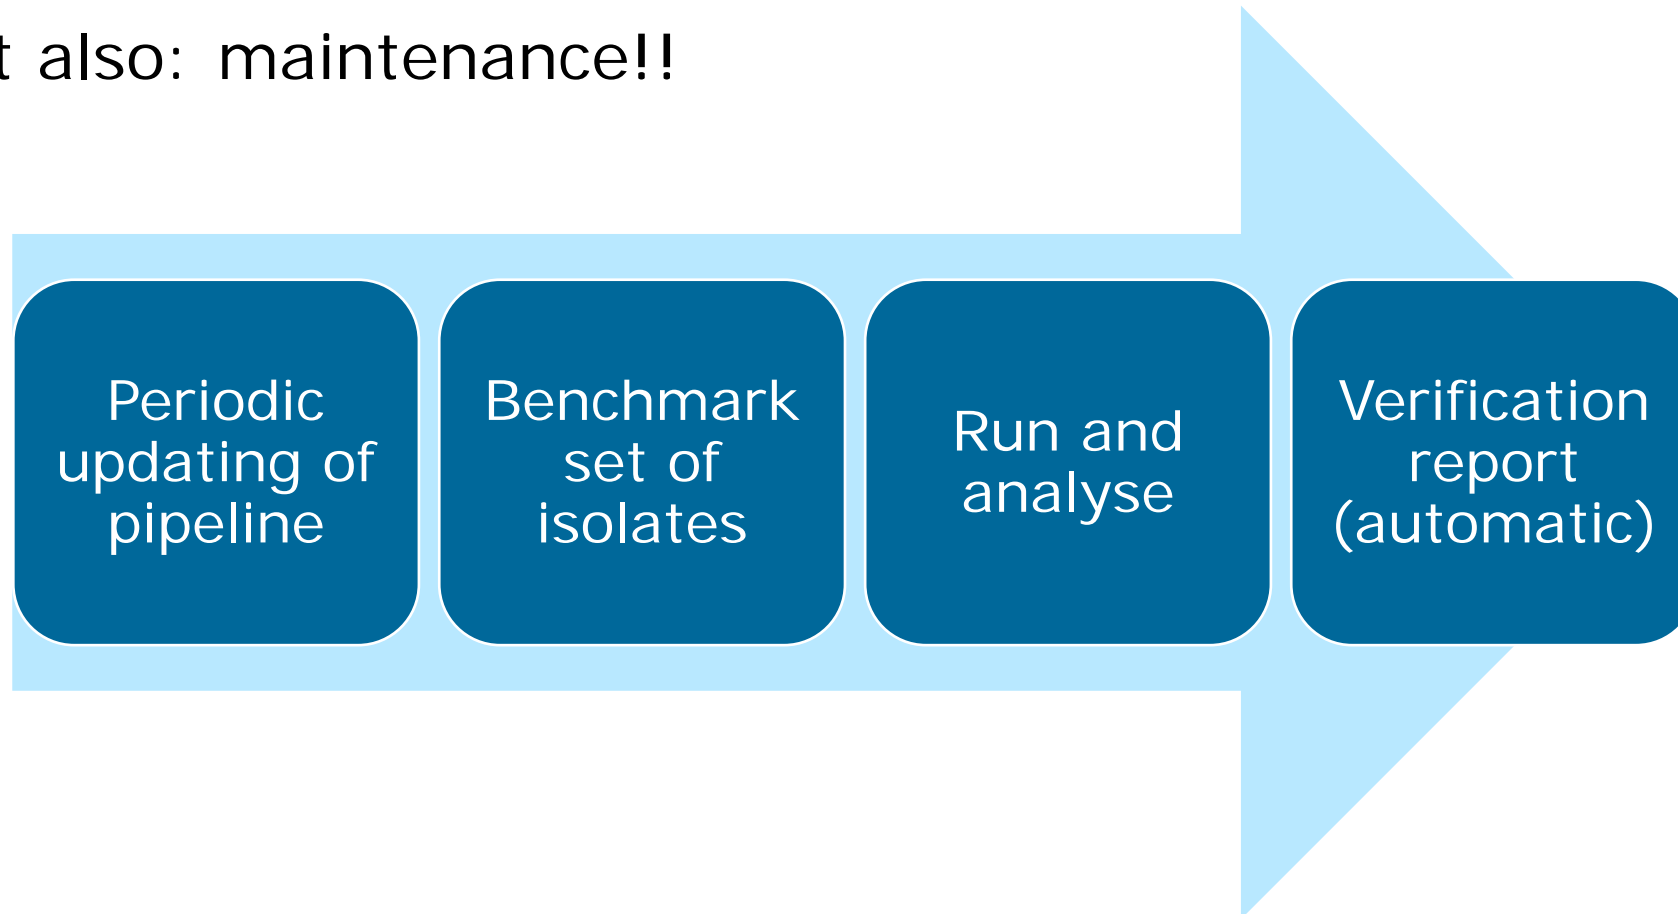 t also: maintenance!!
Periodic
updating of
pipeline
Benchmark
set of
isolates
Run and
analyse
Verification
report
(automatic)